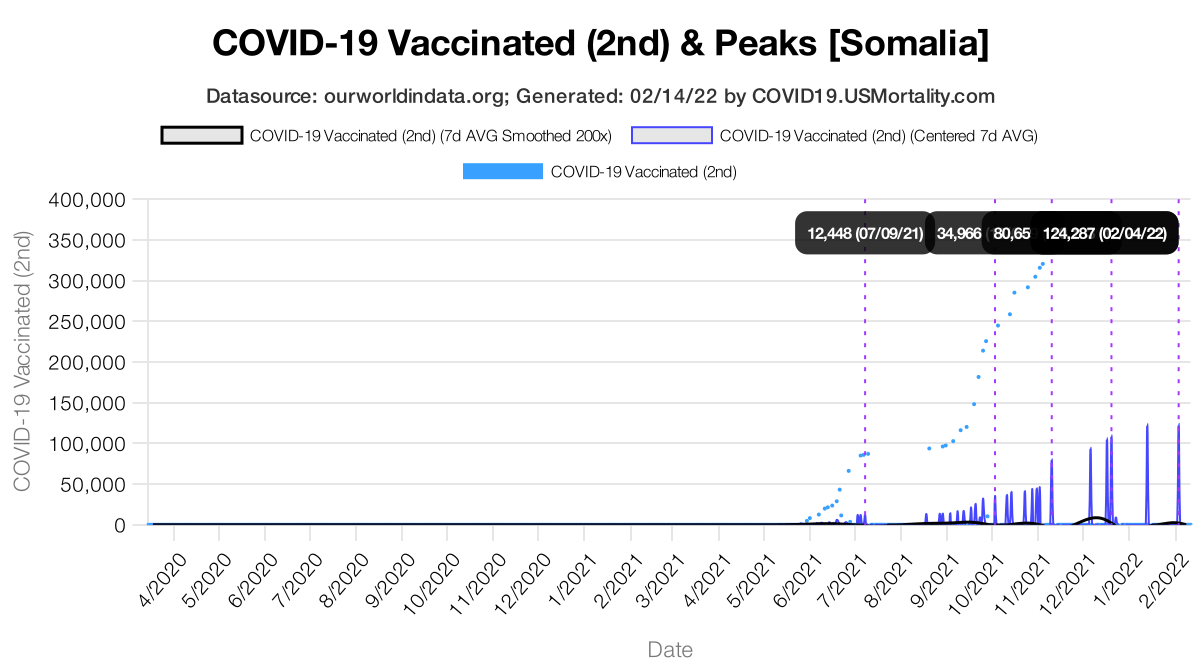 COVID-19 Vaccinated (2nd) & Peaks [Somalia]
Datasource: ourworldindata.org; Generated: 02/14/22 by COVID19.USMortality.com
COVID-19 Vaccinated (2nd) (7d AVG Smoothed 200x) COVID-19 Vaccinated (2nd) (Centered 7d AVG)
COVID-19 Vaccinated (2nd)
COVID-19 Vaccinated (2nd)
400,000
350,000
300,000
250,000
200,000
150,000
100,000
50,000
0
12,448 (07/09/21) 34,966 80,65 124,287 (02/04/22)
4/2020 5/2020 6/2020 7/2020 8/2020 9/2020 10/2020 11/2020 12/2020 1/2021 2/2021 3/2021 4/2021 5/2021 6/2021 7/2021 8/2021 9/2021 10/2021 11/2021 12/2021 1/2022 2/2022
Date